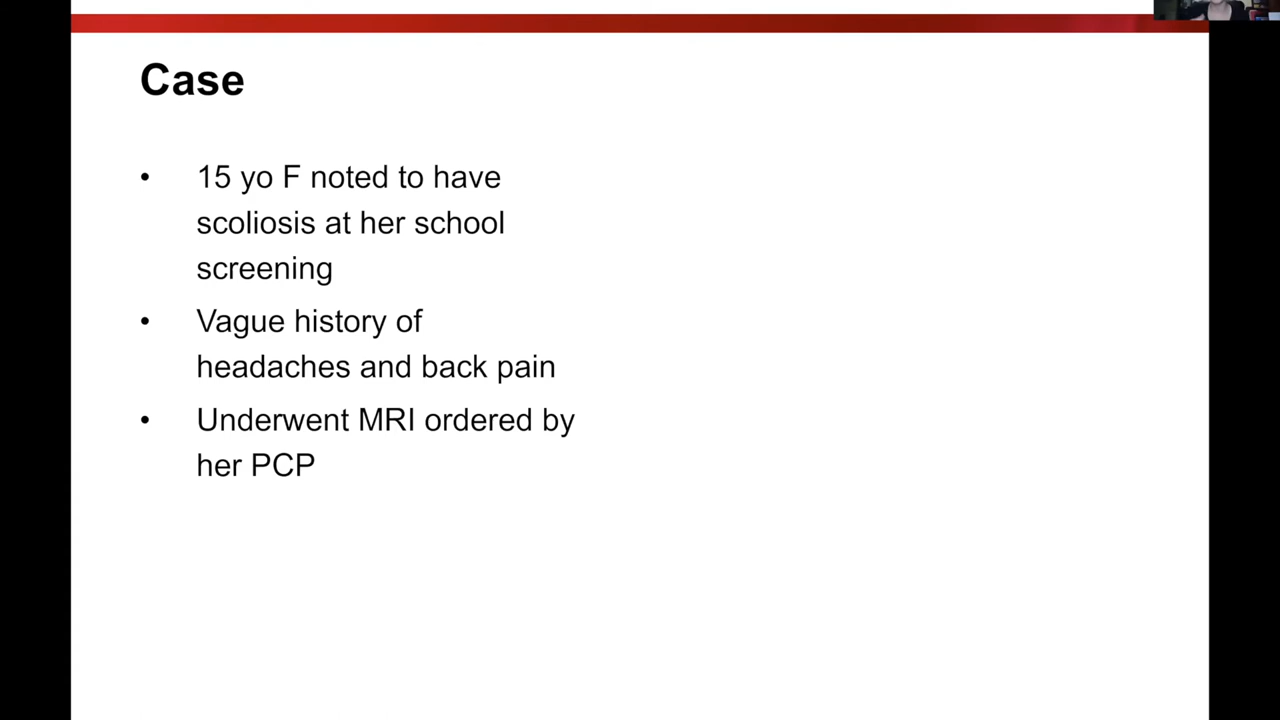 Case
• 15 yo F noted to have
scoliosis at her school
screening
• Vague history of
headaches and back pain
• Underwent MRI ordered by
her PCP